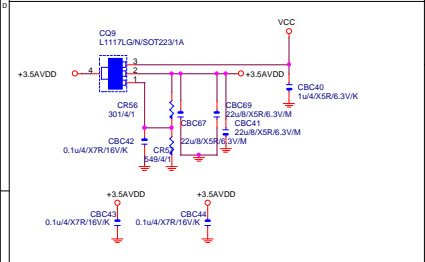 D
CQ9
L1117LG/N/SOT223/1A
VCC
+3.5AVDD
4
3
2
1
+3.5AVDD
CBC40
1u/4/X5R/6.3V/K
CR56
301/4/1
CBC67
CBC69
22u/8/X5R/6.3V/M
CBC41
22u/8/X5R/6.3V/M
22u/8/X5R/6.3V/M
CBC42
0.1u/4/X7R/16V/K
549/4/1
+3.5AVDD
+3.5AVDD
CBC43
0.1u/4/X7R/16V/K
CBC44
0.1u/4/X7R/16V/K